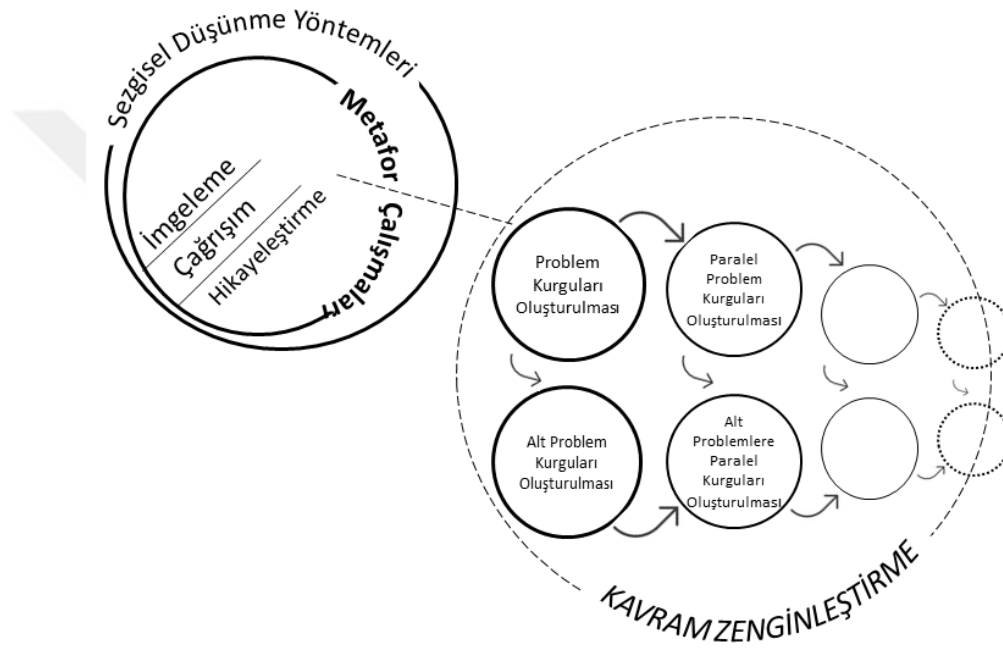 Sezgisel Düşünme Yöntemleri
Metafor Çalışmaları
İmgeleme
Çağrışım
Hikayeleştirme
Problem
Kurguları
Oluşturulması
Paralel
Problem
Kurguları
Oluşturulması
Alt Problem
Kurguları
Oluşturulması
Alt
Problemlere
Paralel
Kurguları
Oluşturulması
KAVRAM ZENGİNLEŞTİRME